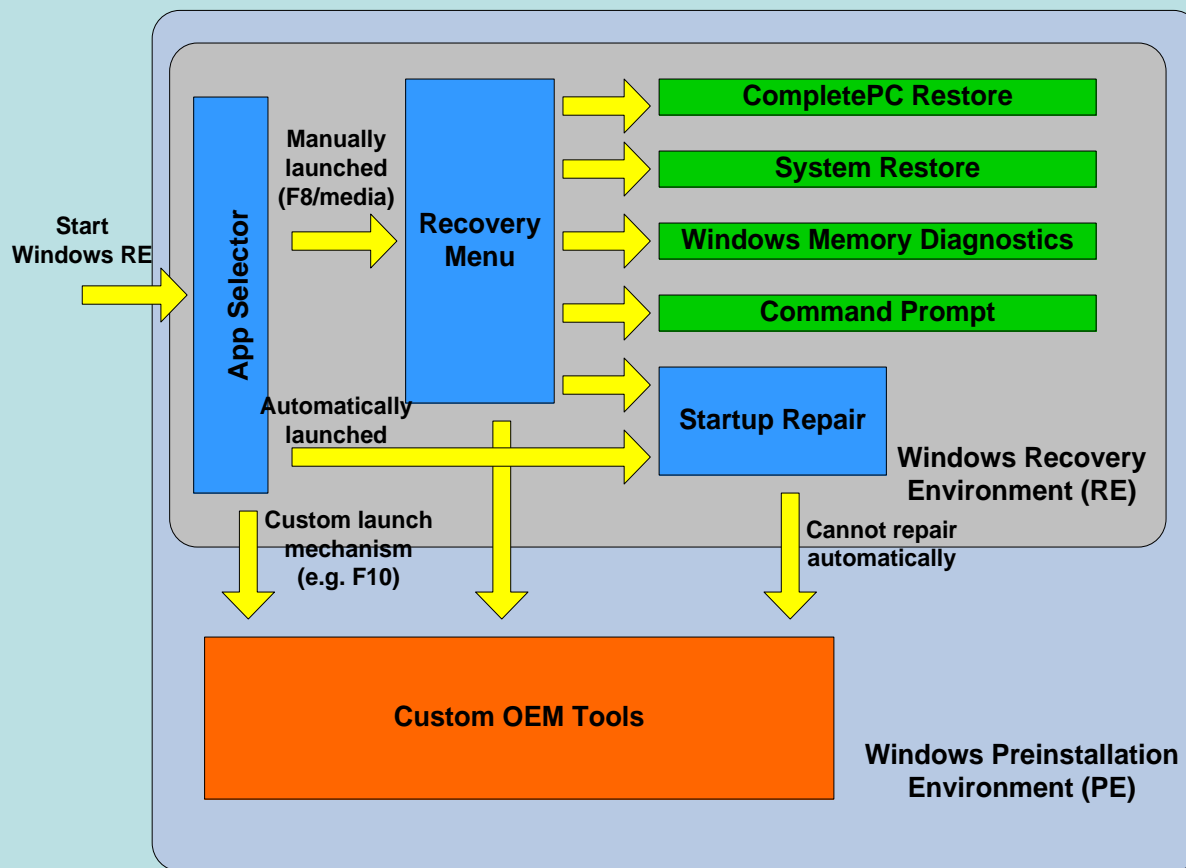 Start
Windows RE
App Selector
Manually
launched
(F8/media)
Recovery
Menu
CompletePC Restore
System Restore
Windows Memory Diagnostics
Command Prompt
Automatically
launched
Startup Repair
Windows Recovery
Environment (RE)
Custom launch
mechanism
(e.g. F10)
Cannot repair
automatically
Custom OEM Tools
Windows Preinstallation
Environment (PE)